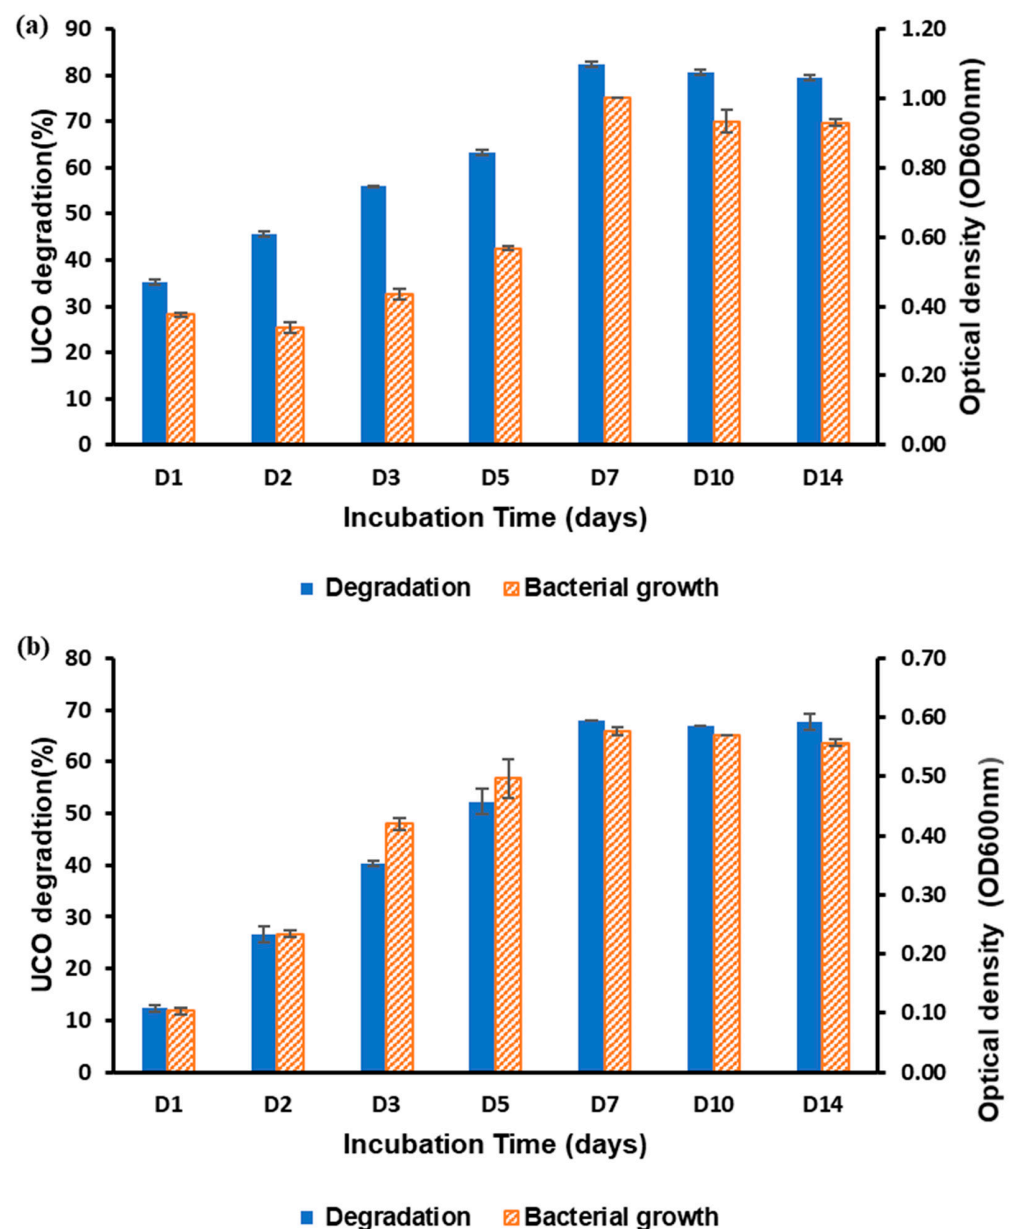 (a)
90
80
70
60
50
40
30
20
10
0
UCO degradtion(%)
1.20
1.00
0.80
0.60
0.40
0.20
0.00
Optical density (OD600nm)
D1 D2 D3 D5 D7 D10 D14
Incubation Time (days)
Degradation Bacterial growth
(b)
80
70
60
50
40
30
20
10
0
UCO degradtion(%)
0.70
0.60
0.50
0.40
0.30
0.20
0.10
0.00
Optical density (OD600nm)
D1 D2 D3 D5 D7 D10 D14
Incubation Time (days)
Degradation Bacterial growth